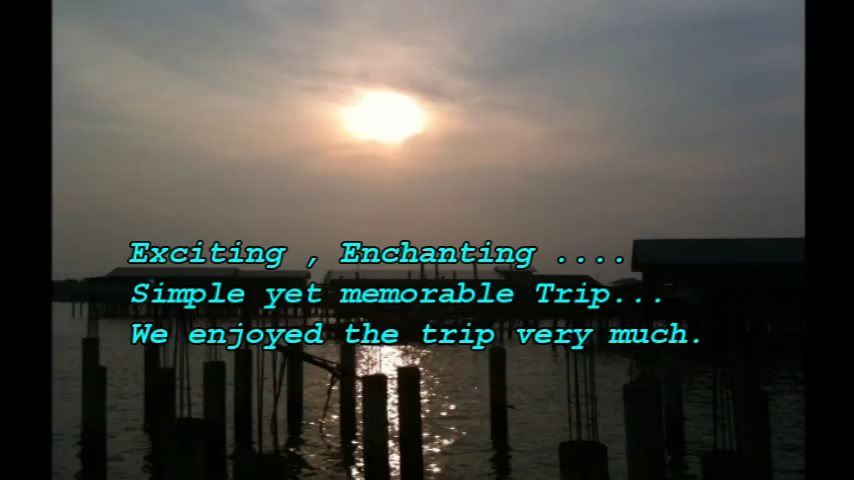 Exciting , Enchanting ....
Simple yet memorable Trip...
We enjoyed the trip very much.